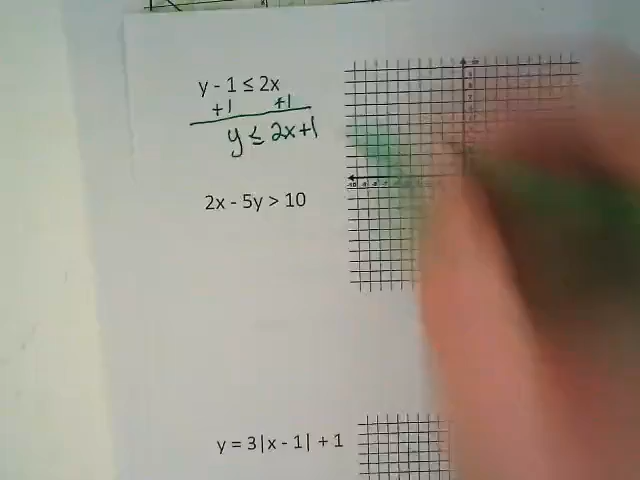 y - 1 ≤ 2x
+1 +1
y ≤ 2x+1
2x - 5y > 10
y = 3|x - 1| + 1